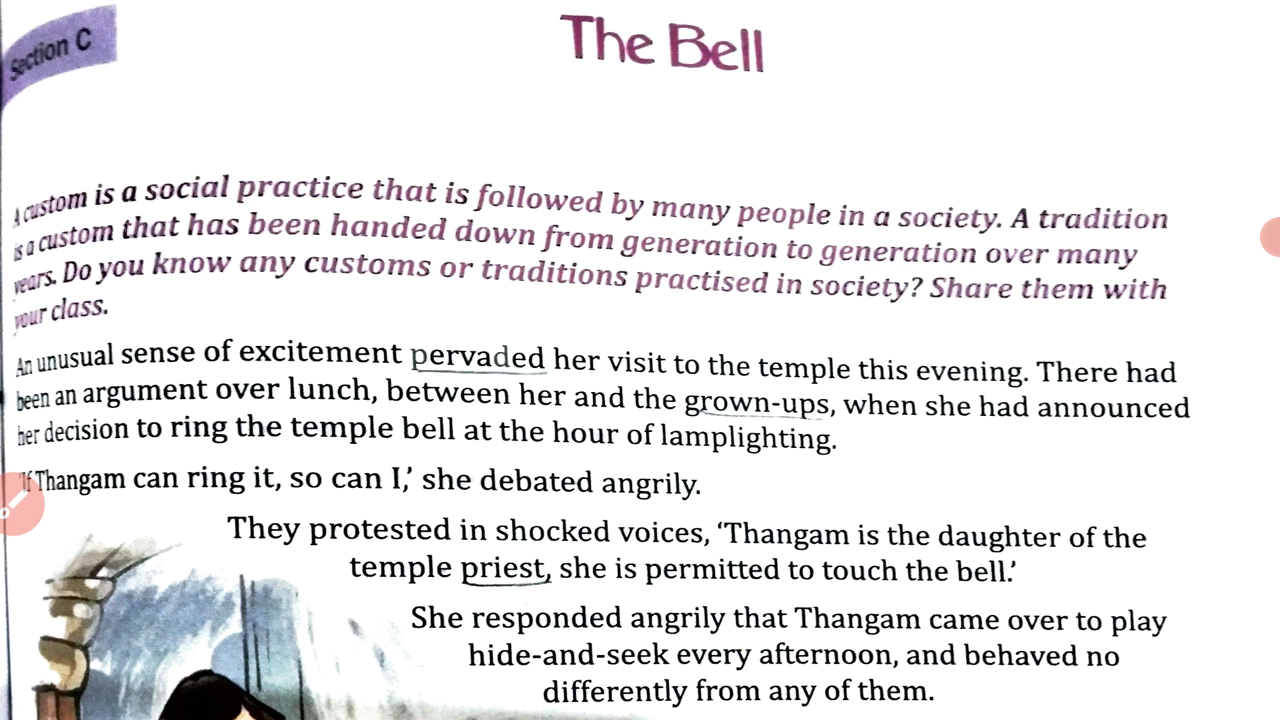 Section C
The Bell
A custom is a social practice that is followed by many people in a society. A tradition
is a custom that has been handed down from generation to generation over many
years. Do you know any customs or traditions practised in society? Share them with
your class.
An unusual sense of excitement pervaded her visit to the temple this evening. There had
been an argument over lunch, between her and the grown-ups, when she had announced
her decision to ring the temple bell at the hour of lamplighting.
'If Thangam can ring it, so can I,' she debated angrily.
They protested in shocked voices, 'Thangam is the daughter of the
temple priest, she is permitted to touch the bell.'
She responded angrily that Thangam came over to play
hide-and-seek every afternoon, and behaved no
differently from any of them.